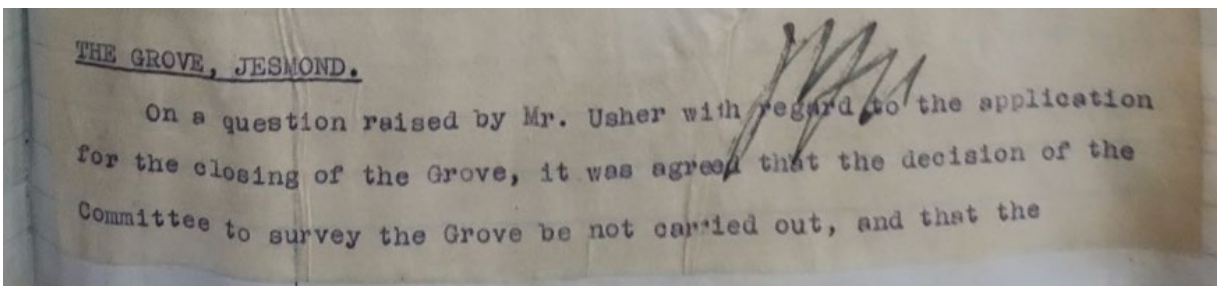 THE GROVE, JESMOND.
On a question raised by Mr. Usher with regard to the application
for the closing of the Grove, it was agreed that the decision of the
Committee to survey the Grove be not carried out, and that the